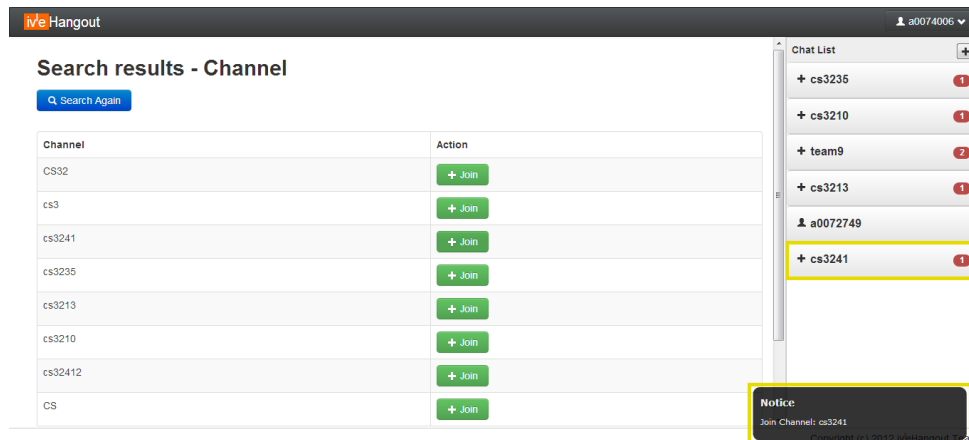 ivle Hangout
a0074006
Search results - Channel
Search Again
Channel Action
CS32 Join
cs3 Join
cs3241 Join
cs3235 Join
cs3213 Join
cs3210 Join
cs32412 Join
CS Join
Chat List
+ cs3235 1
+ cs3210 1
+ team9 2
+ cs3213 1
a0072749
+ cs3241 1
Notice
Join Channel: cs3241
Copyright (c) 2012